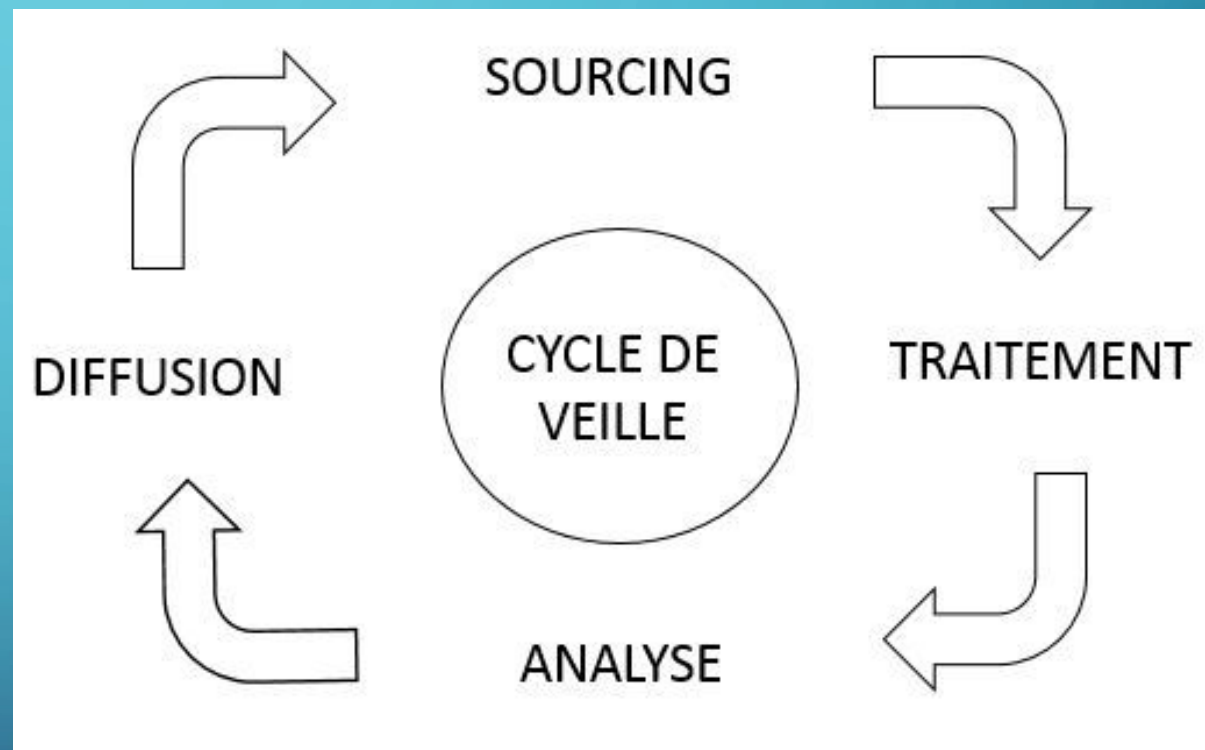 SOURCING
DIFFUSION
CYCLE DE
VEILLE
TRAITEMENT
ANALYSE